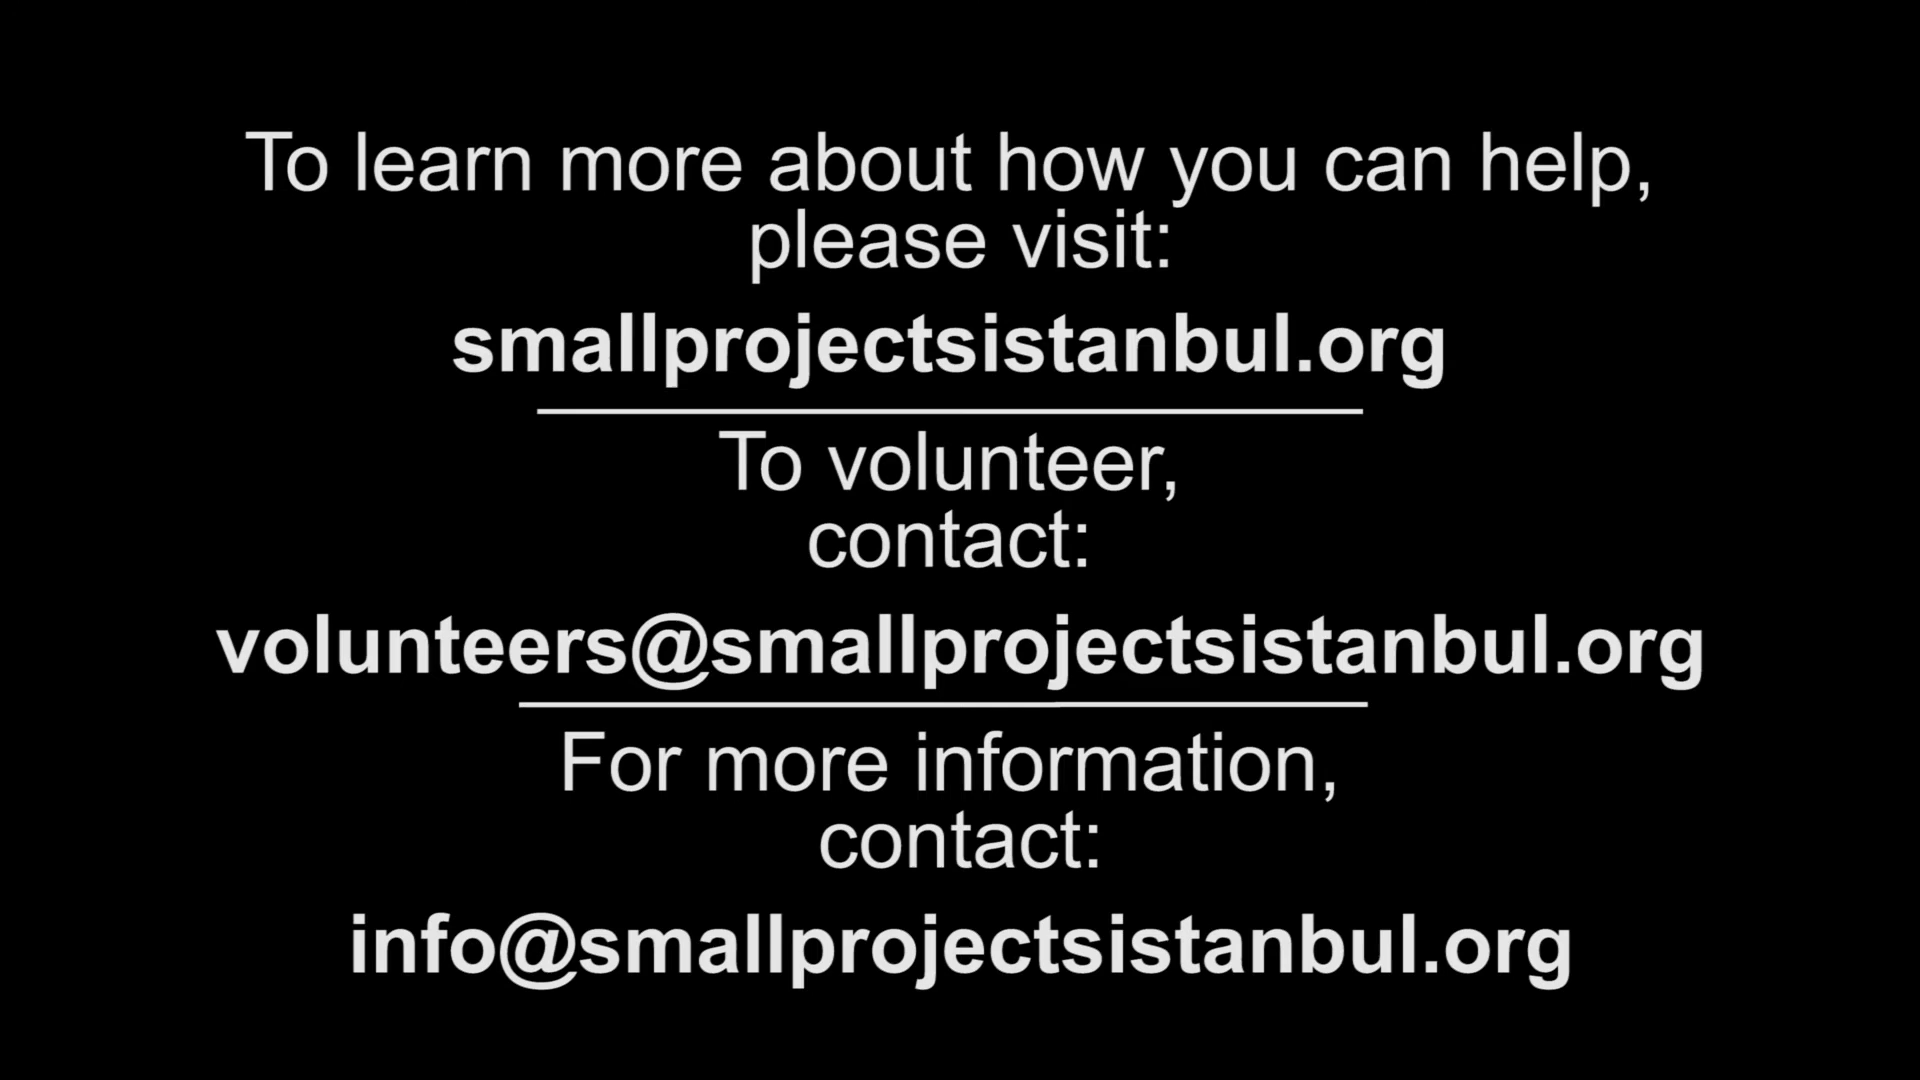 To learn more about how you can help,
please visit:
smallprojectsistanbul.org
To volunteer,
contact:
volunteers@smallprojectsistanbul.org
For more information,
contact:
info@smallprojectsistanbul.org